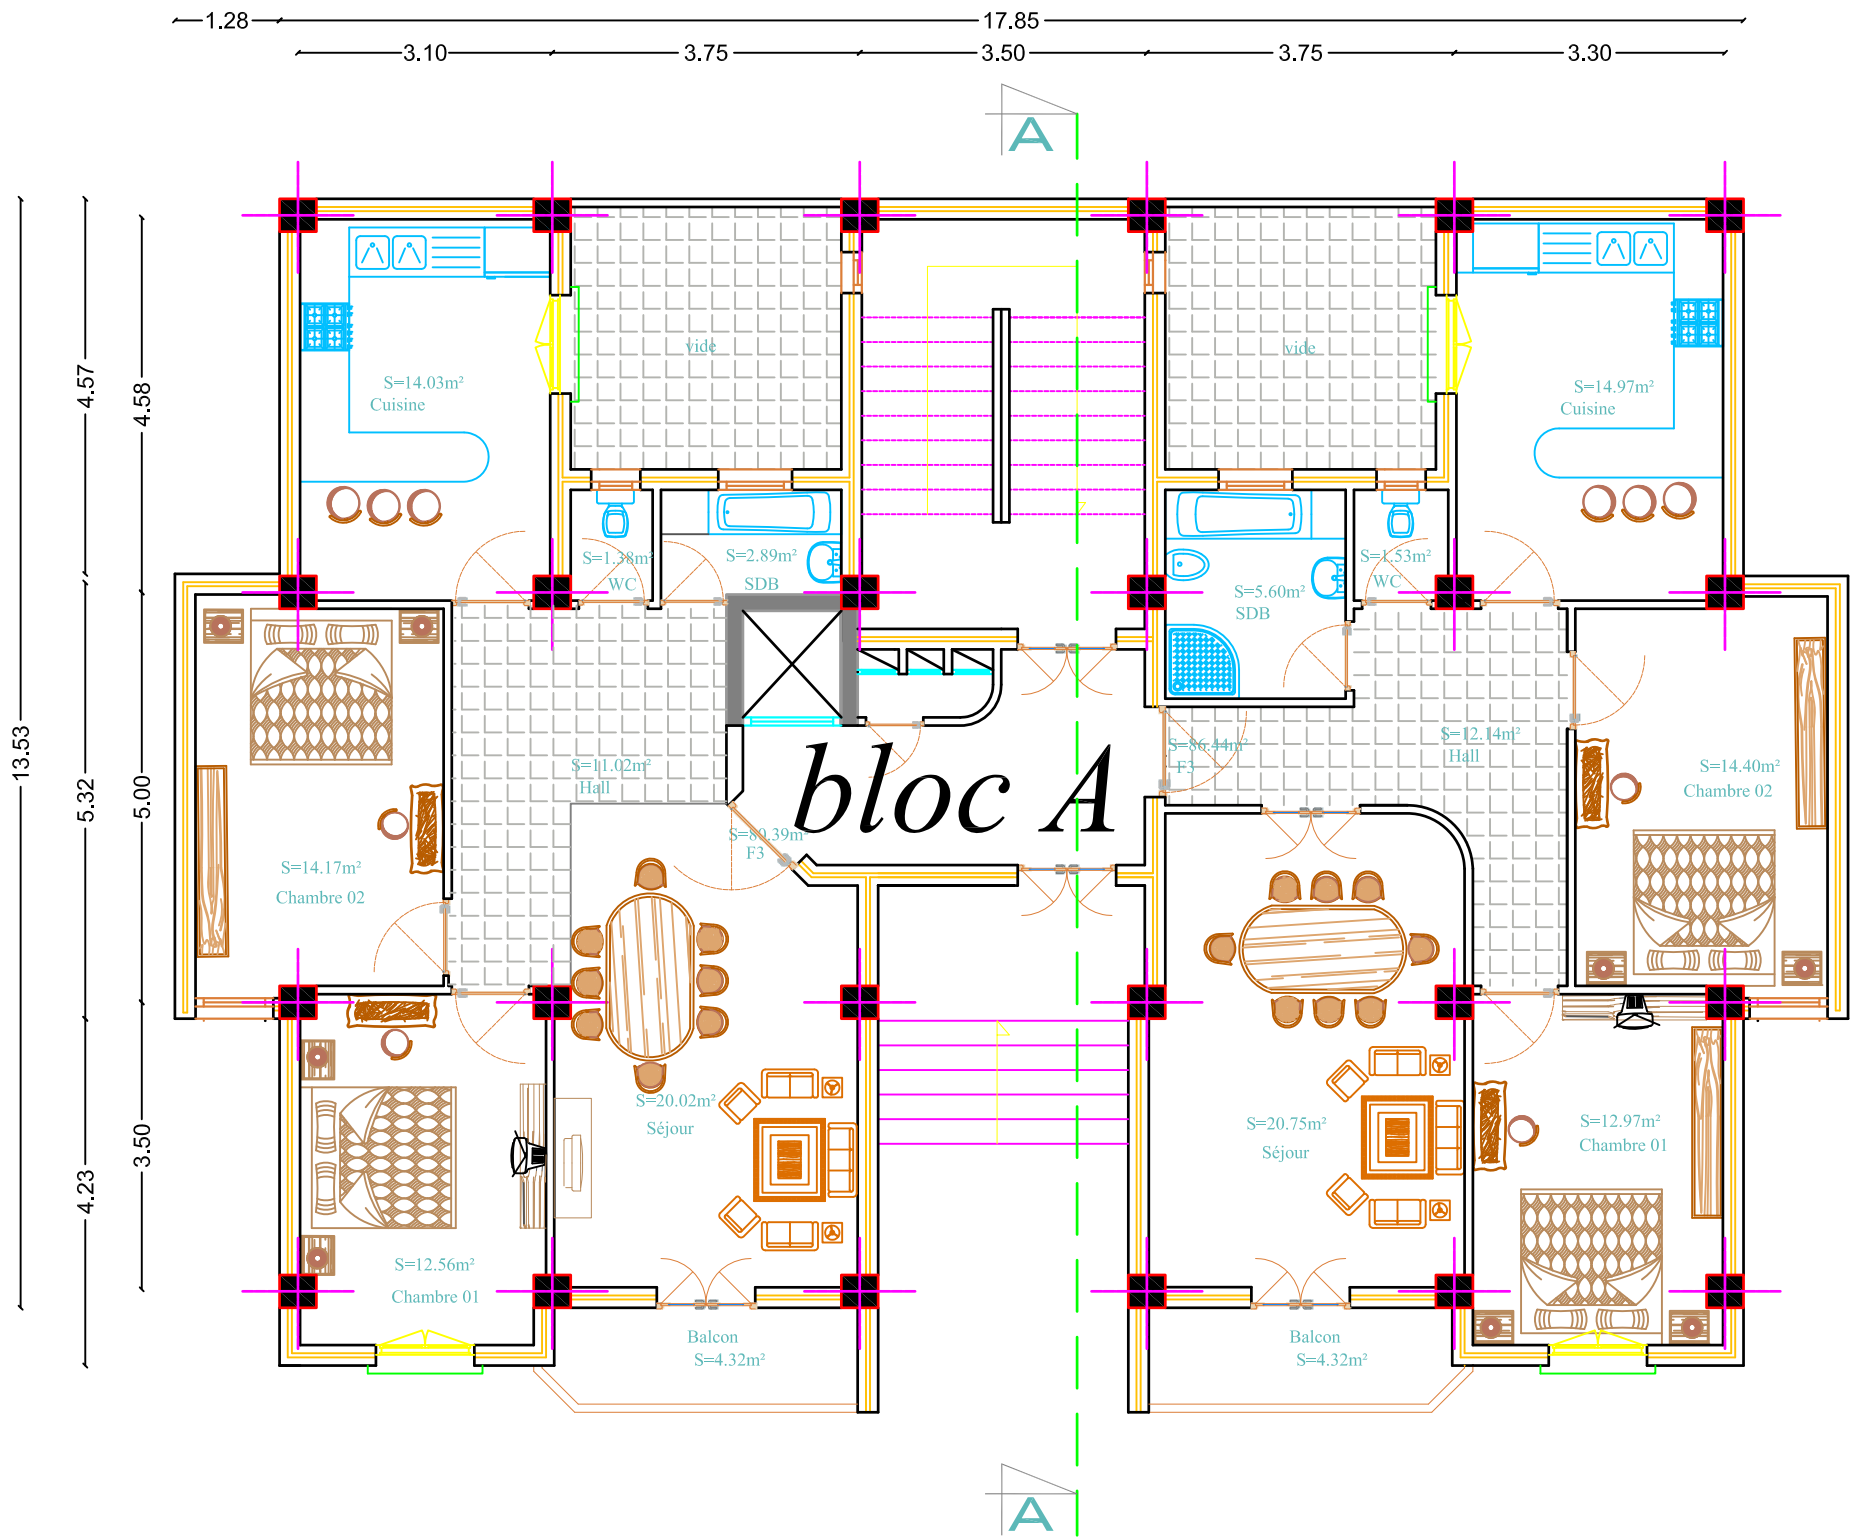 1.28
17.85
3.10
3.75
3.50
3.75
3.30
A
13.53
4.57
5.32
4.23
4.58
5.00
3.50
vide
vide
S=14.03m²
Cuisine
S=14.97m²
Cuisine
S=1.38m²
WC
S=2.89m²
SDB
S=5.60m²
SDB
S=1.53m²
WC
S=11.02m²
Hall
S=86.44m²
F3
S=12.14m²
Hall
S=14.40m²
Chambre 02
bloc A
S=80.39m²
F3
S=14.17m²
Chambre 02
S=20.02m²
Séjour
S=20.75m²
Séjour
S=12.97m²
Chambre 01
S=12.56m²
Chambre 01
Balcon
S=4.32m²
Balcon
S=4.32m²
A